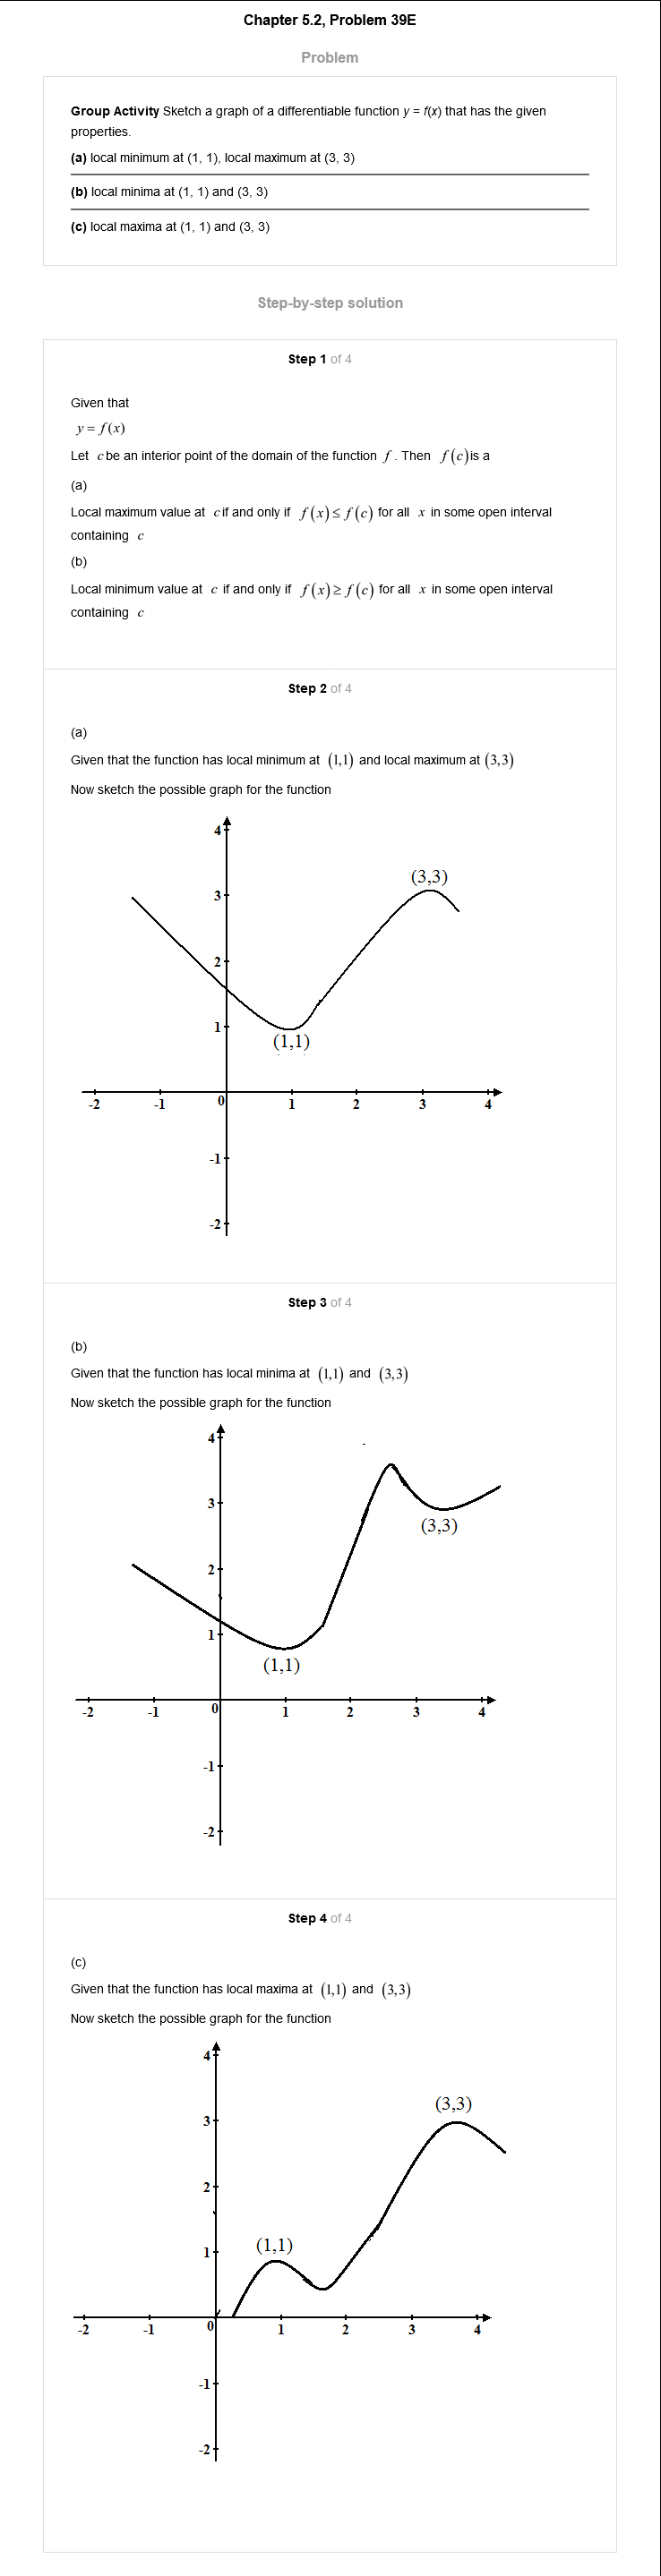 Chapter 5.2, Problem 39E
Problem
Group Activity Sketch a graph of a differentiable function y = f(x) that has the given
properties.
(a) local minimum at (1, 1), local maximum at (3, 3)
(b) local minima at (1, 1) and (3, 3)
(c) local maxima at (1, 1) and (3, 3)
Step-by-step solution
Step 1 of 4
Given that
y = f(x)
Let c be an interior point of the domain of the function f . Then f(c) is a
(a)
Local maximum value at c if and only if f(x) ≤ f(c) for all x in some open interval
containing c
(b)
Local minimum value at c if and only if f(x) ≥ f(c) for all x in some open interval
containing c
Step 2 of 4
(a)
Given that the function has local minimum at (1,1) and local maximum at (3,3)
Now sketch the possible graph for the function
4
(3,3)
3
2
1
(1,1)
-2 -1 0 1 2 3 4
-1
-2
Step 3 of 4
(b)
Given that the function has local minima at (1,1) and (3,3)
Now sketch the possible graph for the function
4
3
(3,3)
2
1
(1,1)
-2 -1 0 1 2 3 4
-1
-2
Step 4 of 4
(c)
Given that the function has local maxima at (1,1) and (3,3)
Now sketch the possible graph for the function
4
(3,3)
3
2
(1,1)
1
-2 -1 0 1 2 3 4
-1
-2